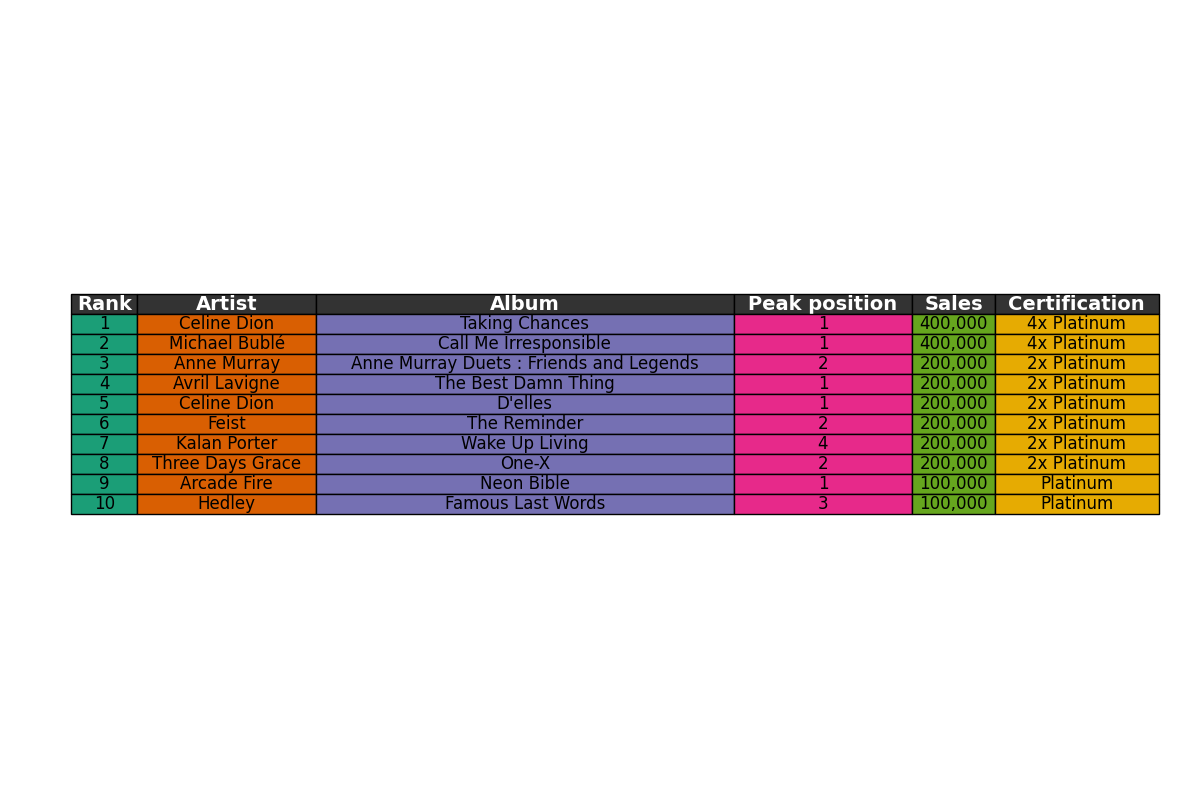 Rank Artist Album Peak position Sales Certification
1 Celine Dion Taking Chances 1 400,000 4x Platinum
2 Michael Bublé Call Me Irresponsible 1 400,000 4x Platinum
3 Anne Murray Anne Murray Duets : Friends and Legends 2 200,000 2x Platinum
4 Avril Lavigne The Best Damn Thing 1 200,000 2x Platinum
5 Celine Dion D'elles 1 200,000 2x Platinum
6 Feist The Reminder 2 200,000 2x Platinum
7 Kalan Porter Wake Up Living 4 200,000 2x Platinum
8 Three Days Grace One-X 2 200,000 2x Platinum
9 Arcade Fire Neon Bible 1 100,000 Platinum
10 Hedley Famous Last Words 3 100,000 Platinum